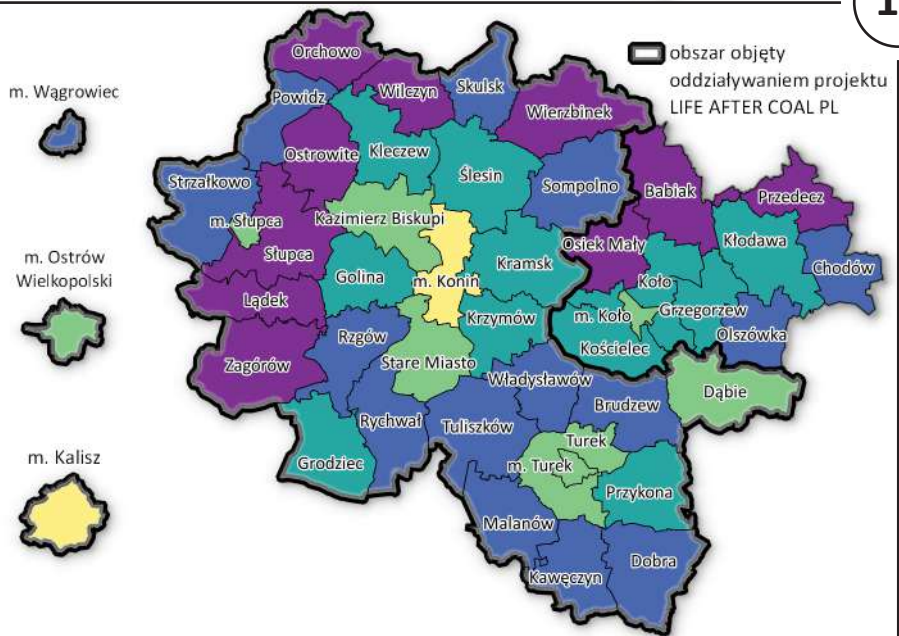 1
obszar objęty
oddziaływaniem projektu
LIFE AFTER COAL PL
m. Wągrowiec
m. Ostrów
Wielkopolski
m. Kalisz
Orchowo
Powidz
Wilczyn
Skulsk
Wierzbinek
Ostrowite
Kleczew
Ślesin
Sompolno
Strzałkowo
m. Słupca
Kazimierz Biskupi
Babiak
Przedecz
Słupca
Golina
m. Konin
Kramsk
Osiek Mały
Koło
Kłodawa
Chodów
Lądek
Krzymów
m. Koło
Grzegorzew
Olszówka
Rzgów
Kościelec
Zagórów
Stare Miasto
Władysławów
Brudzew
Dąbie
Rychwał
Tuliszków
Turek
Grodziec
m. Turek
Przykona
Malanów
Kawęczyn
Dobra